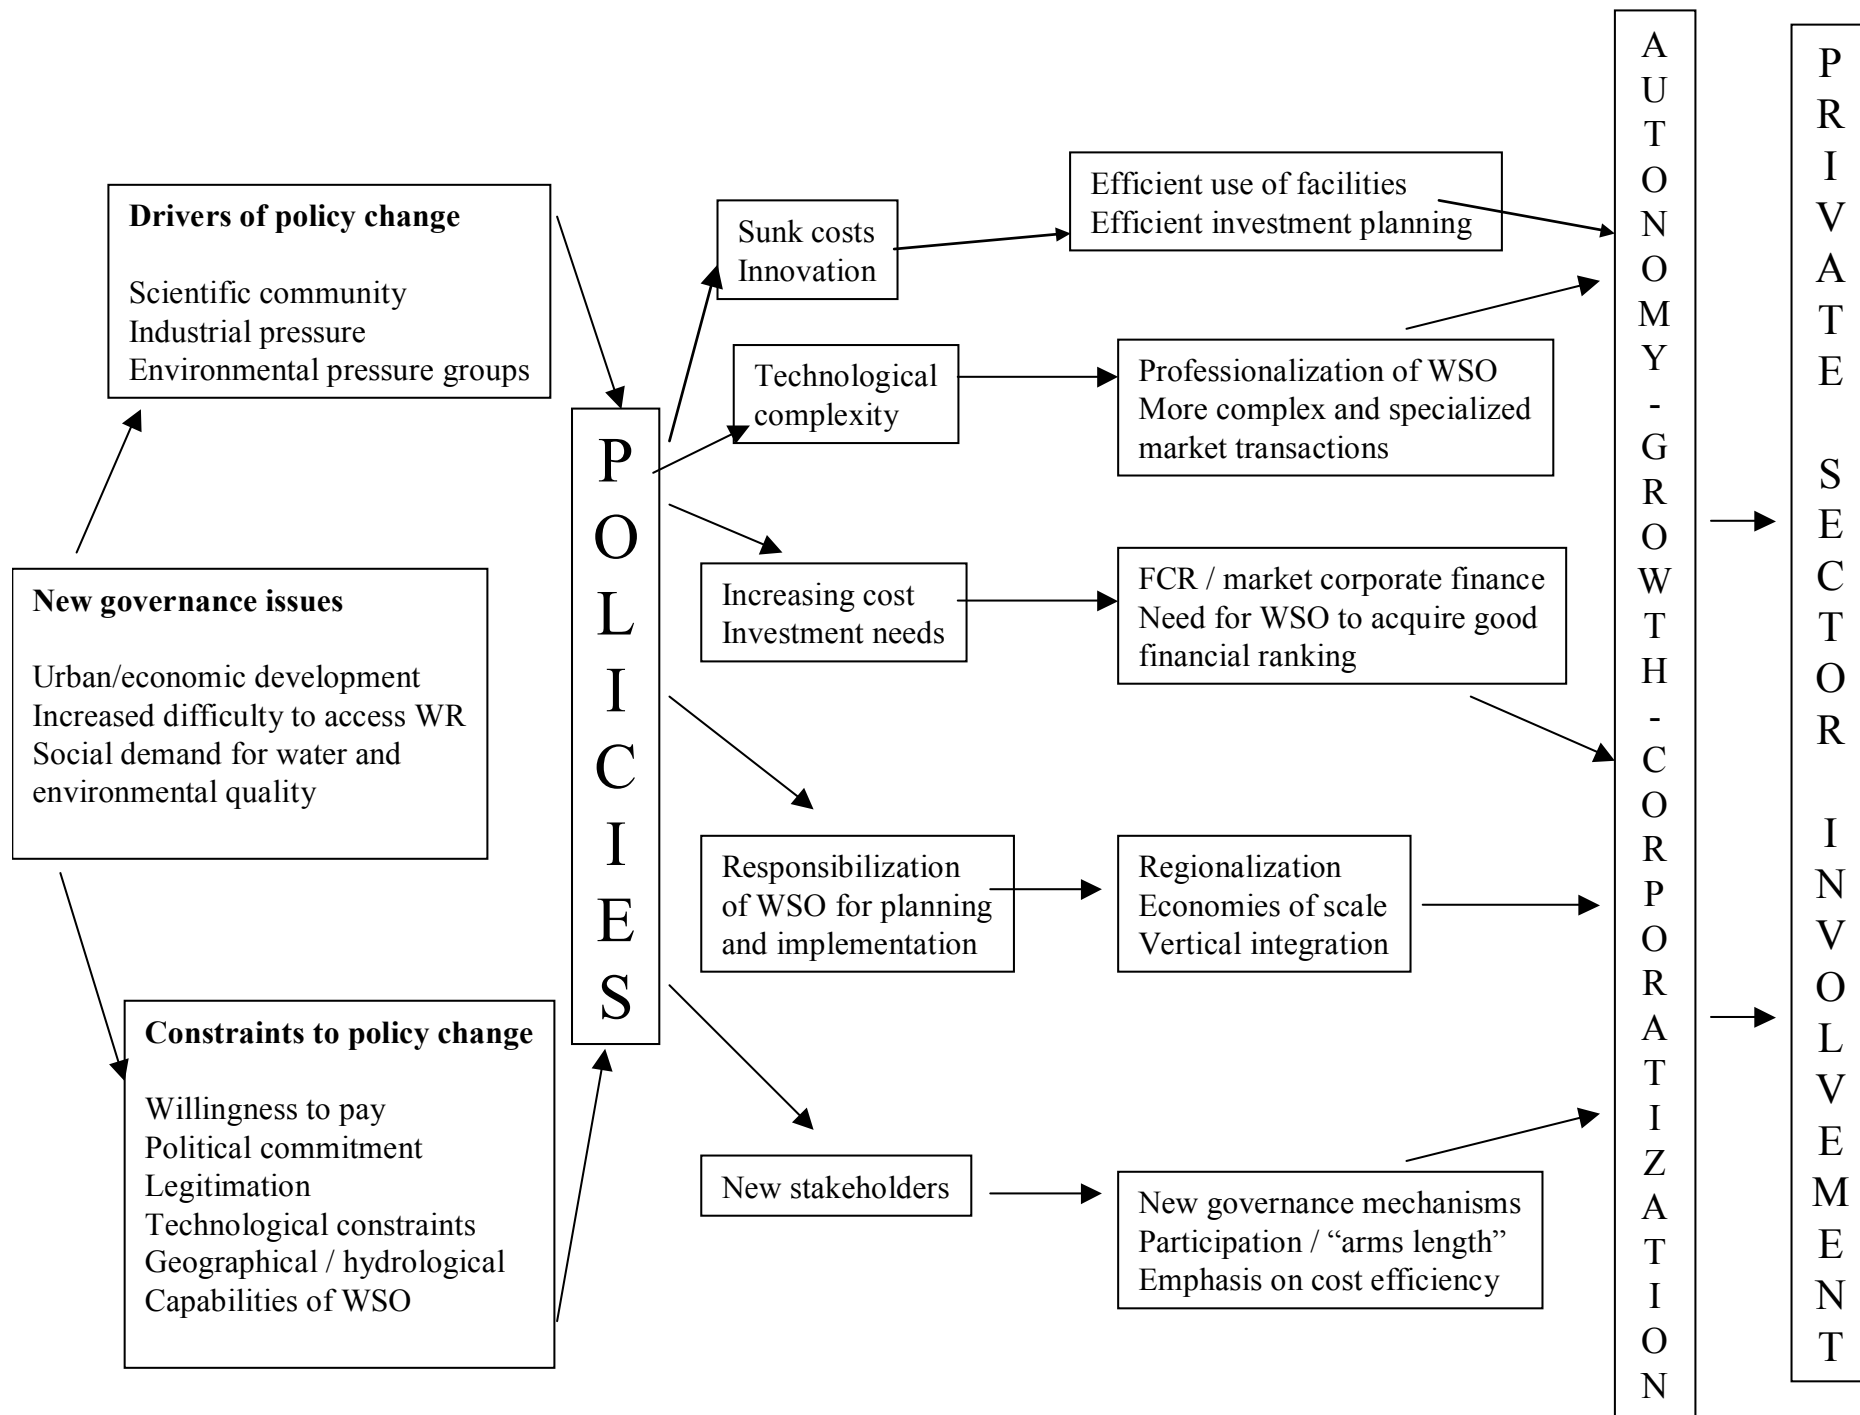 Drivers of policy change
Scientific community
Industrial pressure
Environmental pressure groups
New governance issues
Urban/economic development
Increased difficulty to access WR
Social demand for water and
environmental quality
Constraints to policy change
Willingness to pay
Political commitment
Legitimation
Technological constraints
Geographical / hydrological
Capabilities of WSO
POLICIES
Sunk costs
Innovation
Technological
complexity
Increasing cost
Investment needs
Responsibilization
of WSO for planning
and implementation
New stakeholders
Efficient use of facilities
Efficient investment planning
Professionalization of WSO
More complex and specialized
market transactions
FCR / market corporate finance
Need for WSO to acquire good
financial ranking
Regionalization
Economies of scale
Vertical integration
New governance mechanisms
Participation / “arms length”
Emphasis on cost efficiency
AUTONOMY-GROWTH-CORPORATIZATION
PRIVATE SECTOR INVOLVEMENT